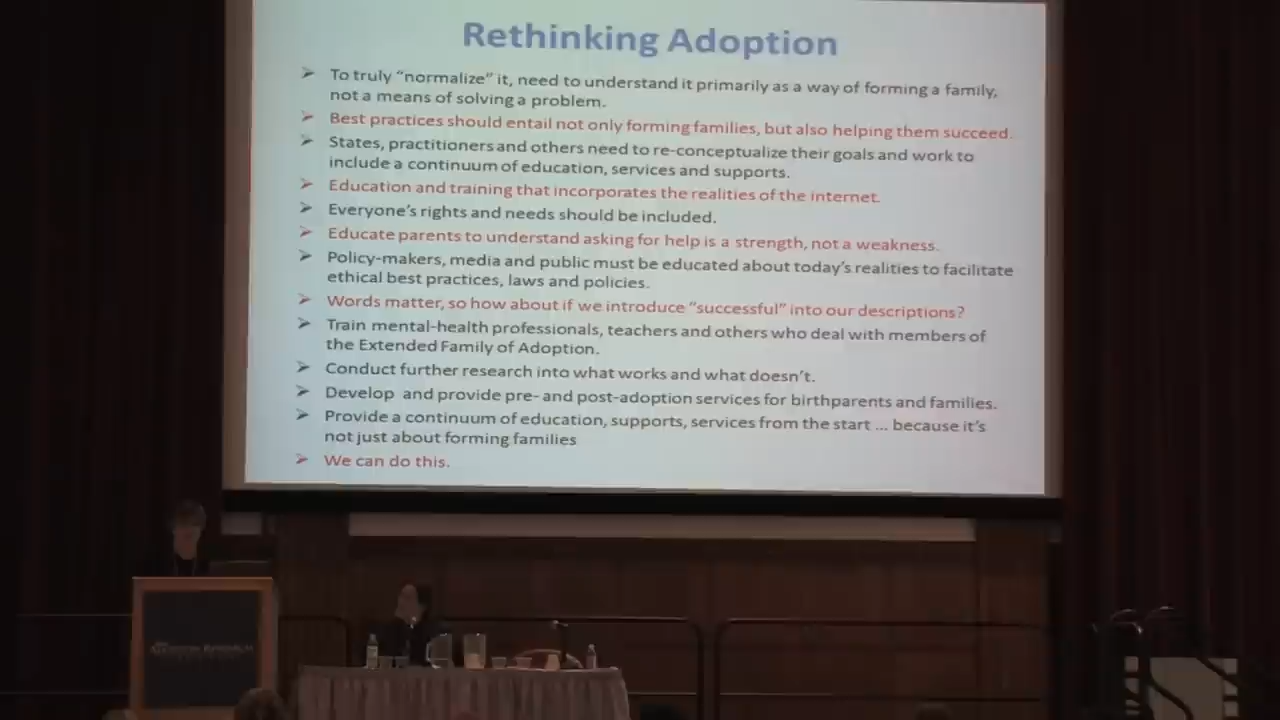 Rethinking Adoption
To truly “normalize” it, need to understand it primarily as a way of forming a family,
not a means of solving a problem.
Best practices should entail not only forming families, but also helping them succeed.
States, practitioners and others need to re-conceptualize their goals and work to
include a continuum of education, services and supports.
Education and training that incorporates the realities of the internet.
Everyone’s rights and needs should be included.
Educate parents to understand asking for help is a strength, not a weakness.
Policy-makers, media and public must be educated about today’s realities to facilitate
ethical best practices, laws and policies.
Words matter, so how about if we introduce “successful” into our descriptions?
Train mental-health professionals, teachers and others who deal with members of
the Extended Family of Adoption.
Conduct further research into what works and what doesn’t.
Develop and provide pre- and post-adoption services for birthparents and families.
Provide a continuum of education, supports, services from the start ... because it’s
not just about forming families
We can do this.